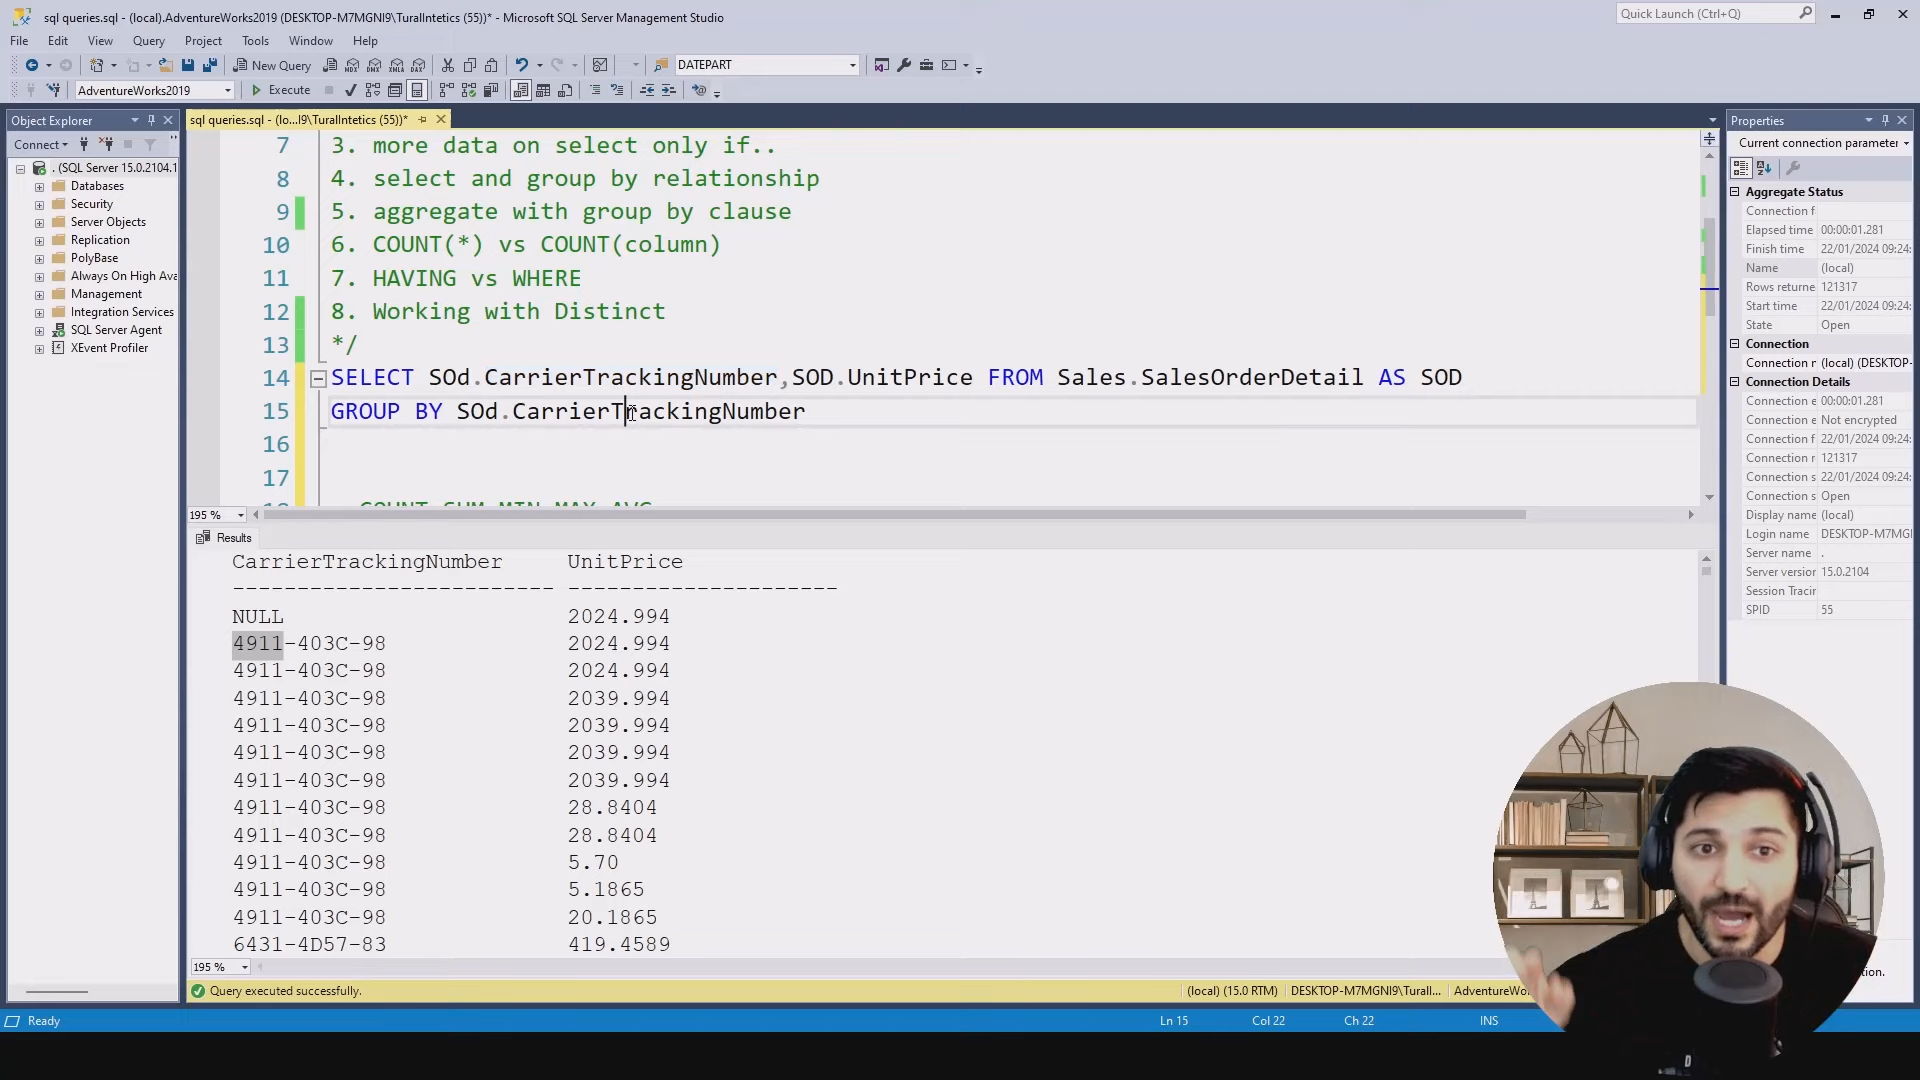 sql queries.sql - (local).AdventureWorks2019 (DESKTOP-M7MGNI9\TuralIntetics (55))* - Microsoft SQL Server Management Studio
Quick Launch (Ctrl+Q)
File Edit View Query Project Tools Window Help
New Query
DATEPART
AdventureWorks2019
Execute
Object Explorer
sql queries.sql - (lo...I9\TuralIntetics (55))*
Properties
Connect
. (SQL Server 15.0.2104.1
Databases
Security
Server Objects
Replication
PolyBase
Always On High Ava
Management
Integration Services
SQL Server Agent
XEvent Profiler
7 3. more data on select only if..
8 4. select and group by relationship
9 5. aggregate with group by clause
10 6. COUNT(*) vs COUNT(column)
11 7. HAVING vs WHERE
12 8. Working with Distinct
13 */
14 SELECT SOd.CarrierTrackingNumber,SOD.UnitPrice FROM Sales.SalesOrderDetail AS SOD
15 GROUP BY SOd.CarrierTrackingNumber
16
17
195 %
Results
CarrierTrackingNumber UnitPrice
------------------------- ---------------------
NULL 2024.994
4911-403C-98 2024.994
4911-403C-98 2024.994
4911-403C-98 2039.994
4911-403C-98 2039.994
4911-403C-98 2039.994
4911-403C-98 2039.994
4911-403C-98 28.8404
4911-403C-98 28.8404
4911-403C-98 5.70
4911-403C-98 5.1865
4911-403C-98 20.1865
6431-4D57-83 419.4589
195 %
Query executed successfully.
(local) (15.0 RTM)
DESKTOP-M7MGNI9\Turall...
AdventureWo
Current connection parameter
Aggregate Status
Connection f
Elapsed time 00:00:01.281
Finish time 22/01/2024 09:24:
Name (local)
Rows returne 121317
Start time 22/01/2024 09:24:
State Open
Connection
Connection n (local) (DESKTOP-
Connection Details
Connection e 00:00:01.281
Connection e Not encrypted
Connection f 22/01/2024 09:24:
Connection r 121317
Connection s 22/01/2024 09:24:
Connection s Open
Display name (local)
Login name DESKTOP-M7MGI
Server name .
Server version 15.0.2104
Session Tracin
SPID 55
tion.
Ready
Ln 15
Col 22
Ch 22
INS